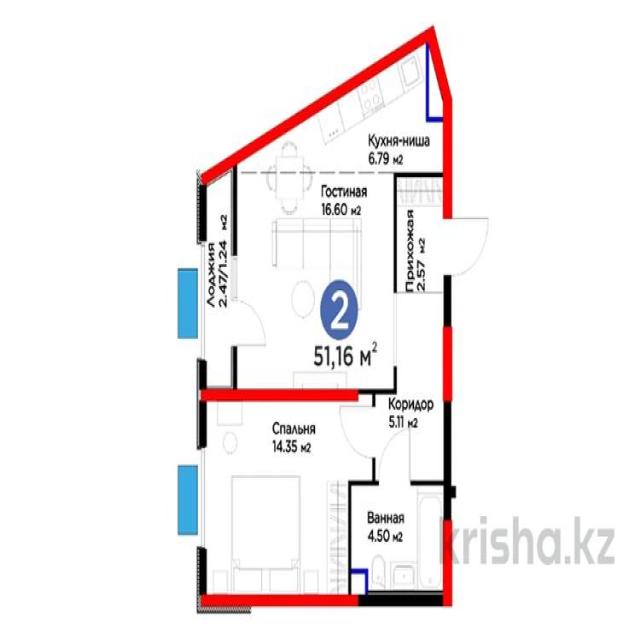 Кухня-ниша
6.79 м2
Гостиная
16.60 м2
Лоджия
2.47/1.24 м2
Прихожая
2.57 м2
2
51,16 м²
Коридор
5.11 м2
Спальня
14.35 м2
Ванная
4.50 м2
krisha.kz